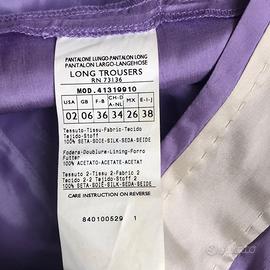 PANTALONE LUNGO-PANTALON LONG
PANTALON LARGO-LANGEHOSE
LONG TROUSERS
RN 73136
MOD. 41319910
USA GB F-B CH-D A-NL MX E-I-J
02 06 36 34 26 38
Tessuto-Tissu-Fabric-Tecido
Tejido-Stoff
100% SETA-SOIE-SILK-SEDA-SEIDE
Fodera-Doublure-Lining-Forro
Futter
100% ACETATO-ACETATE-ACETAT
Tessuto 2-Tissu 2-Fabric 2
Tecido 2-Tejido 2-Stoff 2
100% SETA-SOIE-SILK-SEDA-SEIDE
CARE INSTRUCTION ON REVERSE
840100529 1
subito